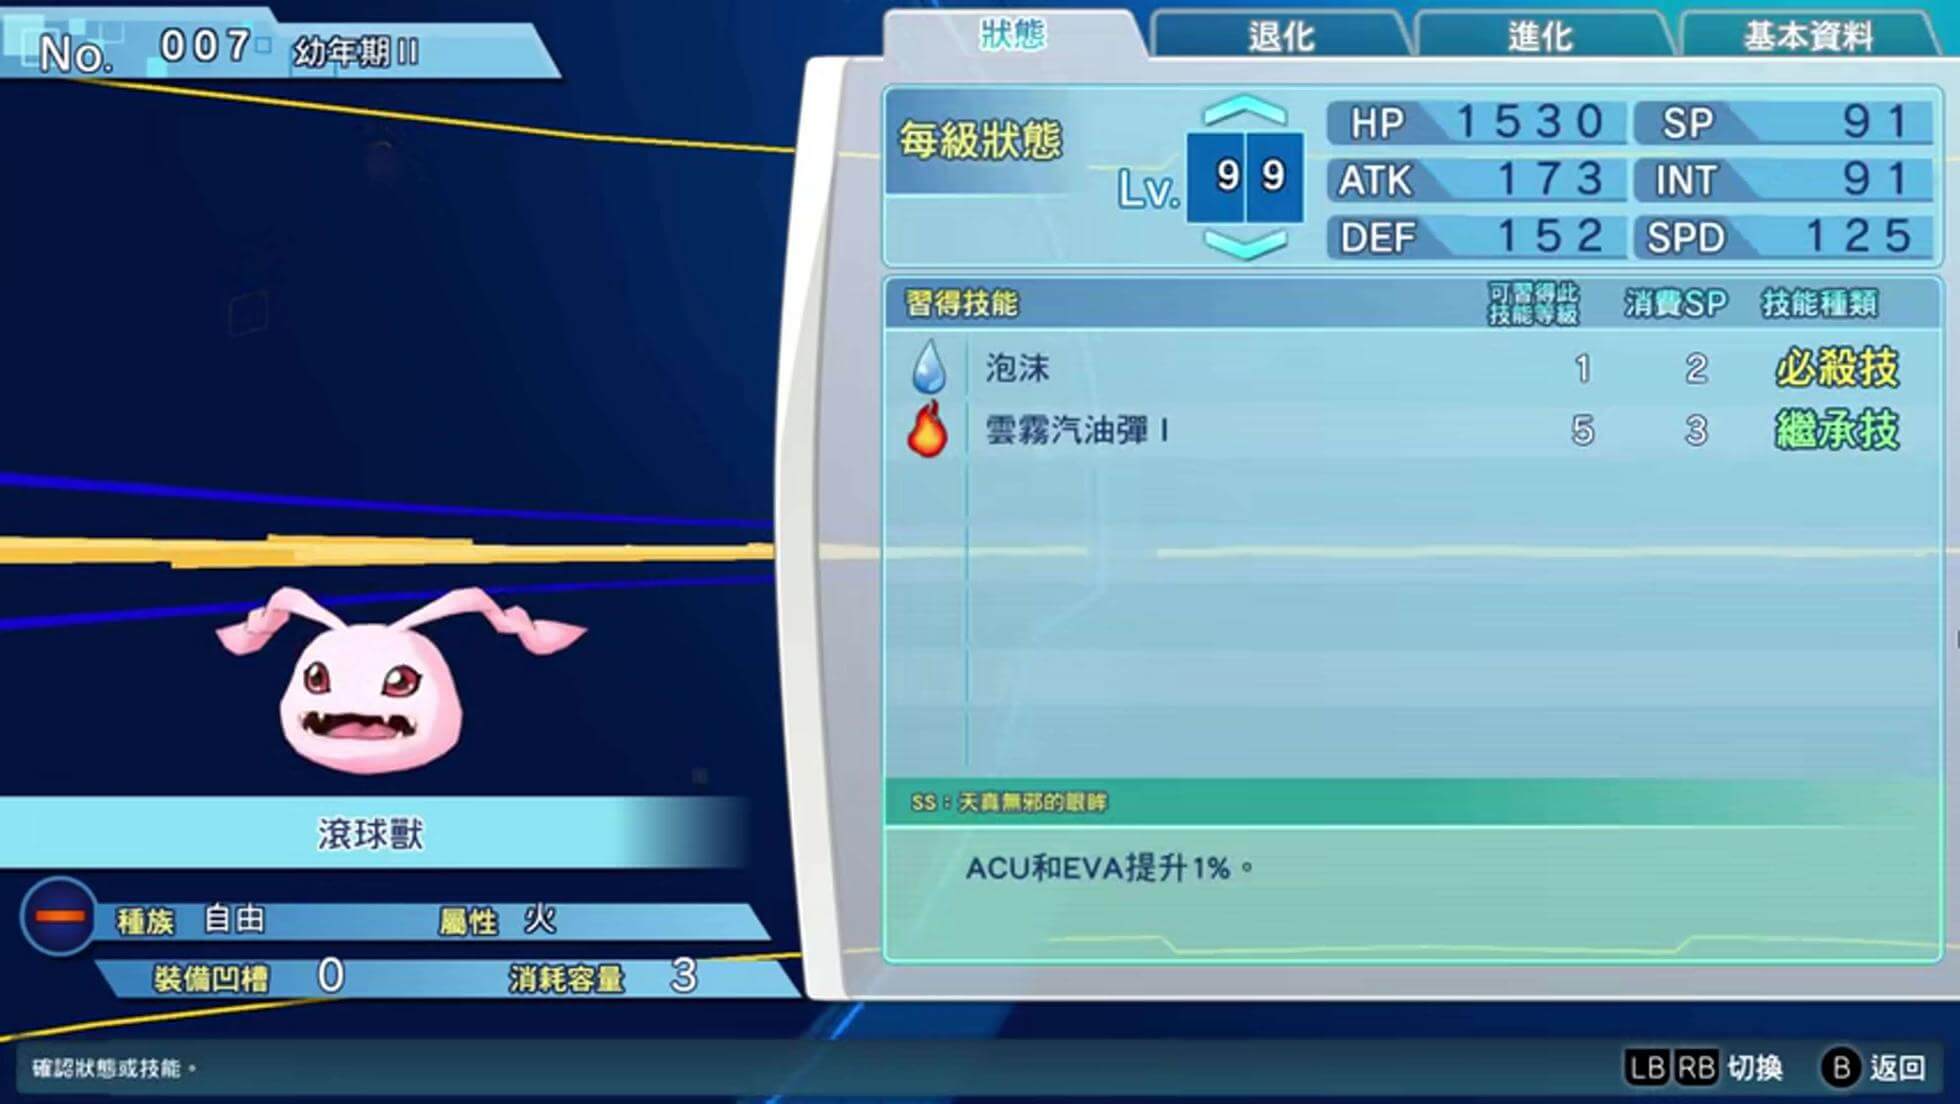 No. 007 幼年期II
狀態 退化 進化 基本資料
每級狀態
Lv. 99
HP 1530 SP 91
ATK 173 INT 91
DEF 152 SPD 125
習得技能 可習得此技能等級 消費SP 技能種類
泡沫 1 2 必殺技
雲霧汽油彈 I 5 3 繼承技
SS：天真無邪的眼眸
ACU和EVA提升1%。
滾球獸
種族 自由 屬性 火
裝備凹槽 0 消耗容量 3
確認狀態或技能。
LB RB 切換 B 返回